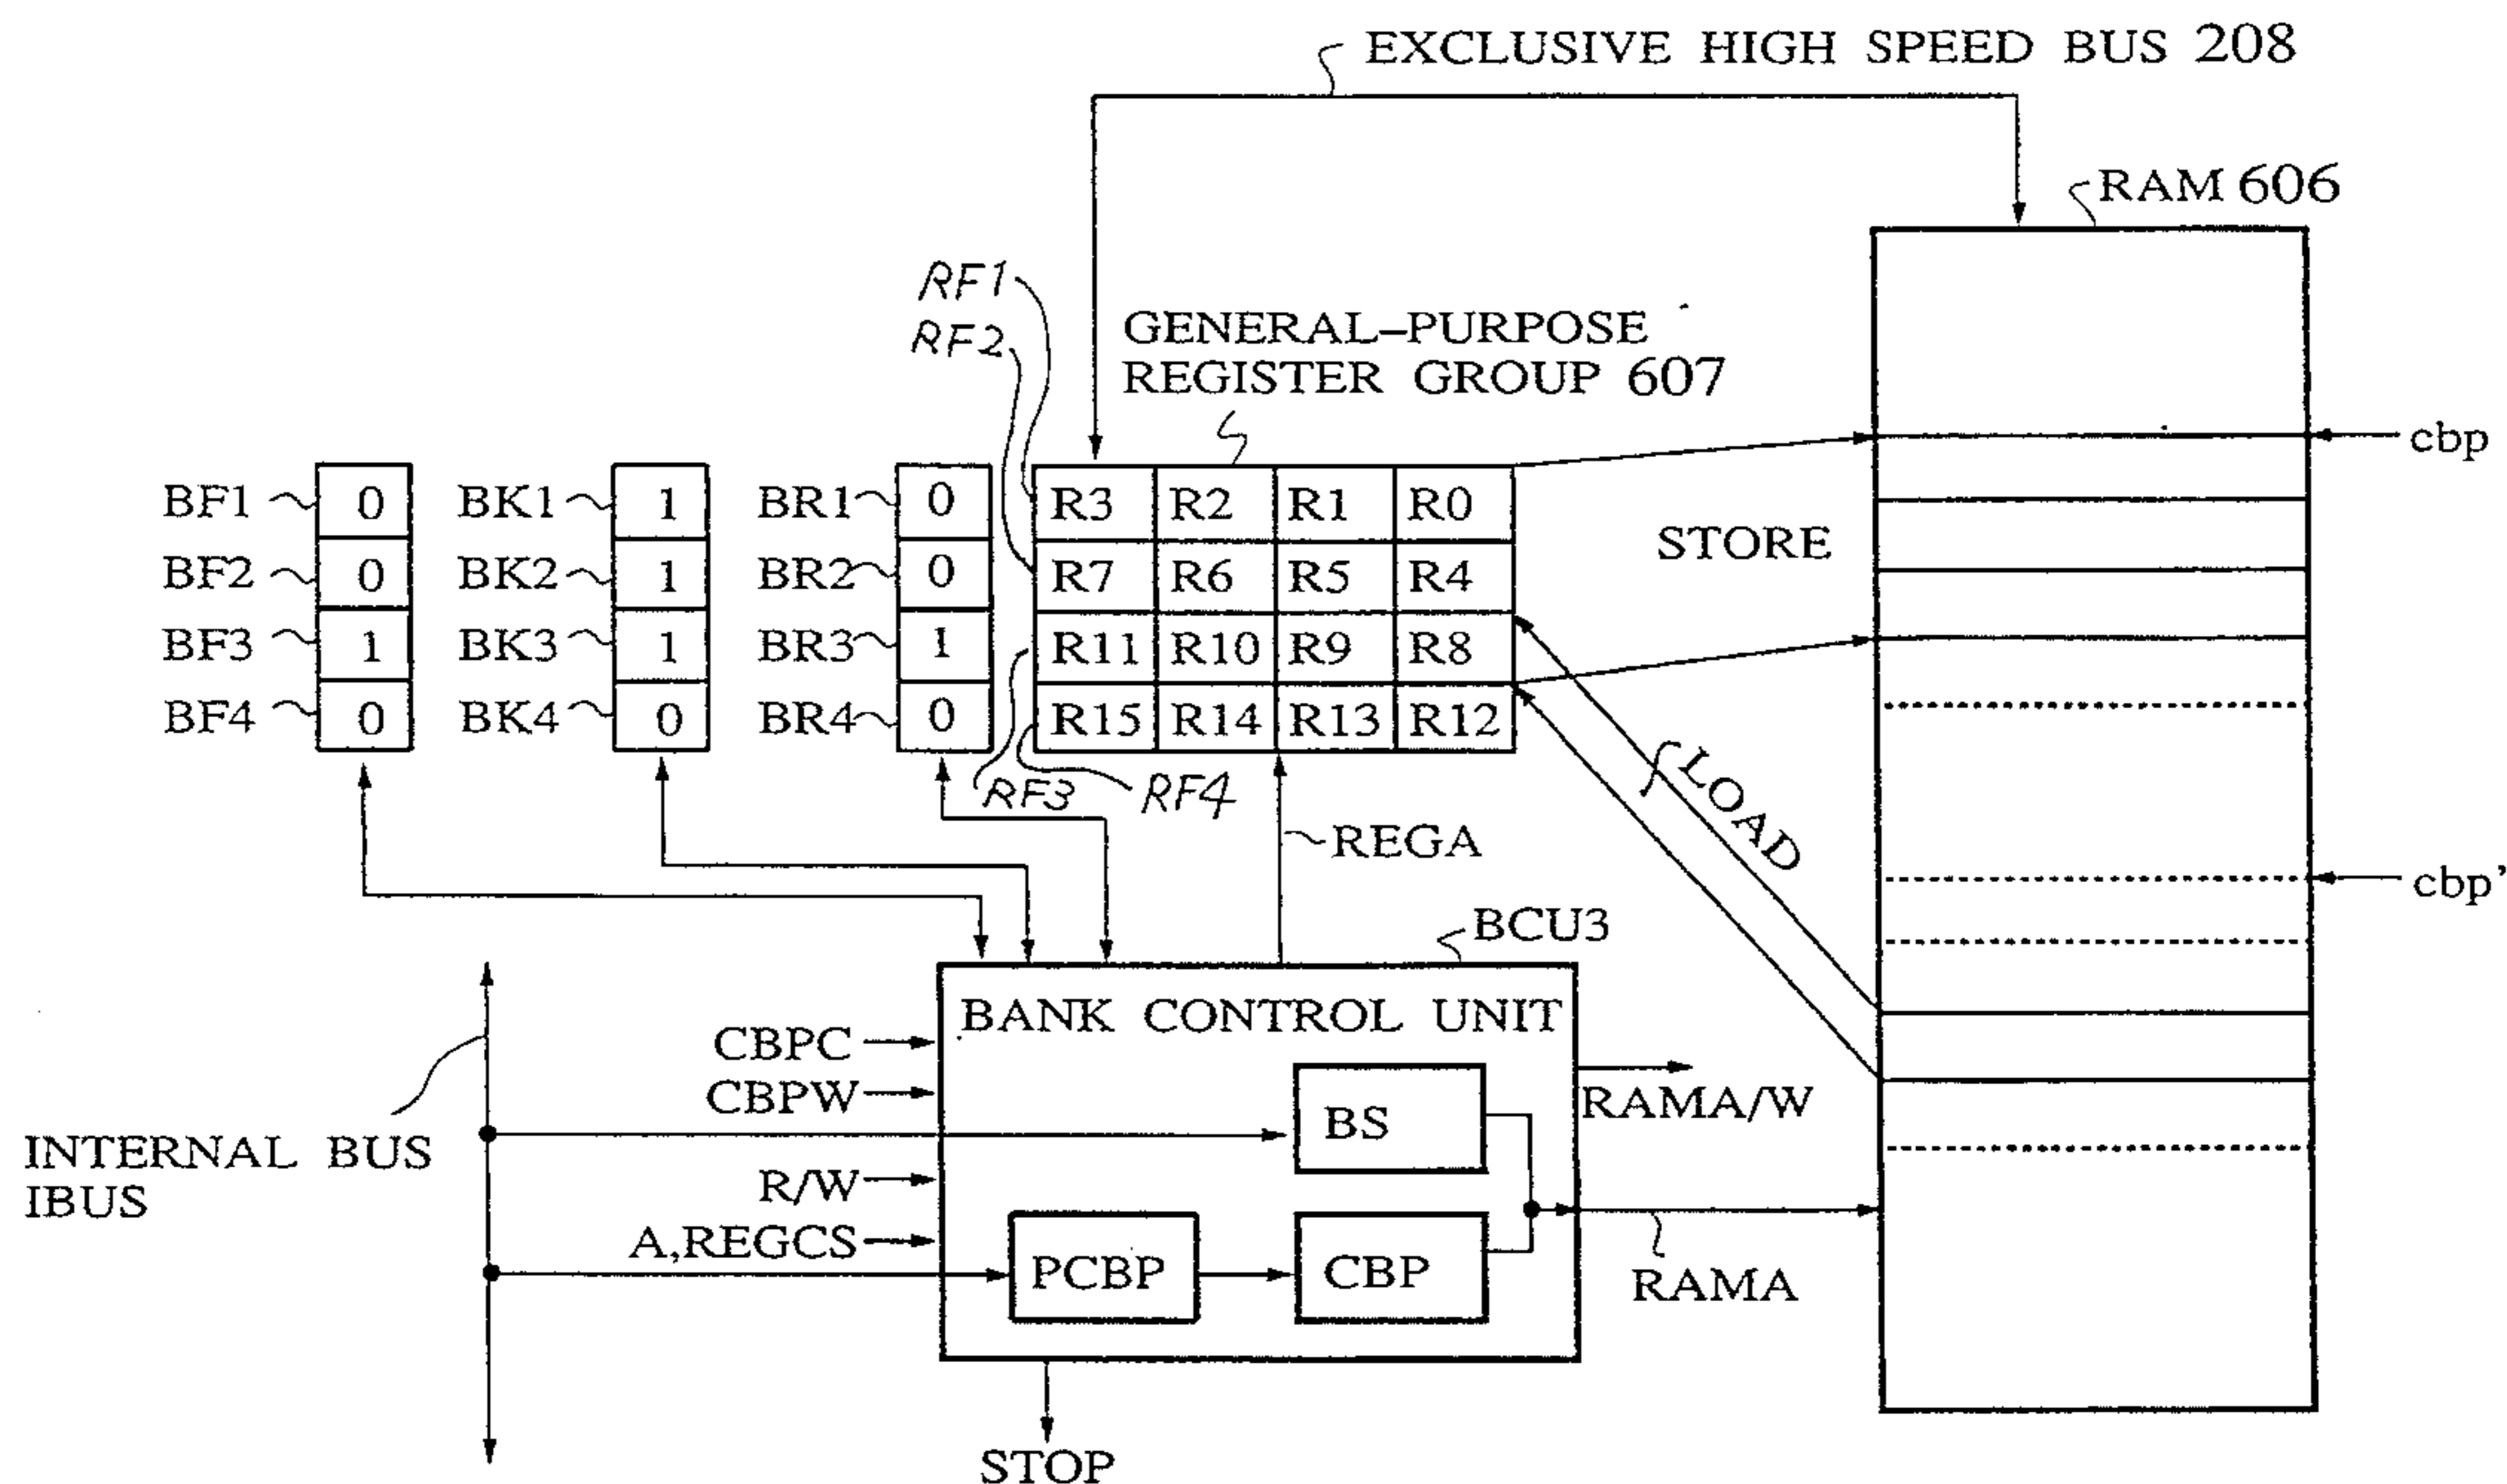 EXCLUSIVE HIGH SPEED BUS 208
RAM 606
RF1
RF2
GENERAL-PURPOSE
REGISTER GROUP 607
cbp
BF1 0 BK1 1 BR1 0 R3 R2 R1 R0
BF2 0 BK2 1 BR2 0 R7 R6 R5 R4
BF3 1 BK3 1 BR3 1 R11 R10 R9 R8
BF4 0 BK4 0 BR4 0 R15 R14 R13 R12
STORE
LOAD
RF3 RF4
REGA
cbp'
BCU3
BANK CONTROL UNIT
CBPC
CBPW
BS
RAMA/W
INTERNAL BUS
IBUS
R/W
A,REGCS
PCBP
CBP
RAMA
STOP